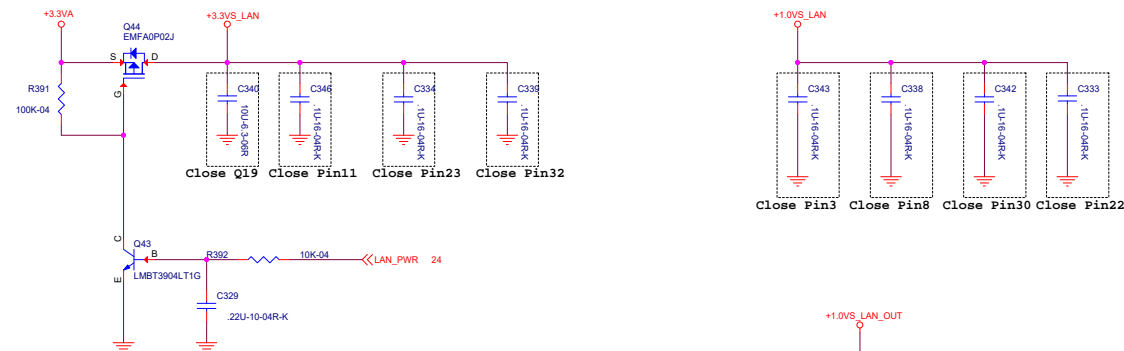 +3.3VA
Q44
EMFA0P02J
+3.3VS_LAN
S
D
G
R391
100K-04
C340
10U-6.3-06R
C346
.1U-16-04R-K
C334
.1U-16-04R-K
C339
.1U-16-04R-K
Close Q19
Close Pin11
Close Pin23
Close Pin32
C
Q43
B
E
LMBT3904LT1G
R392
10K-04
LAN_PWR 24
C329
.22U-10-04R-K
+1.0VS_LAN
C343
.1U-16-04R-K
C338
.1U-16-04R-K
C342
.1U-16-04R-K
C333
.1U-16-04R-K
Close Pin3
Close Pin8
Close Pin30
Close Pin22
+1.0VS_LAN_OUT